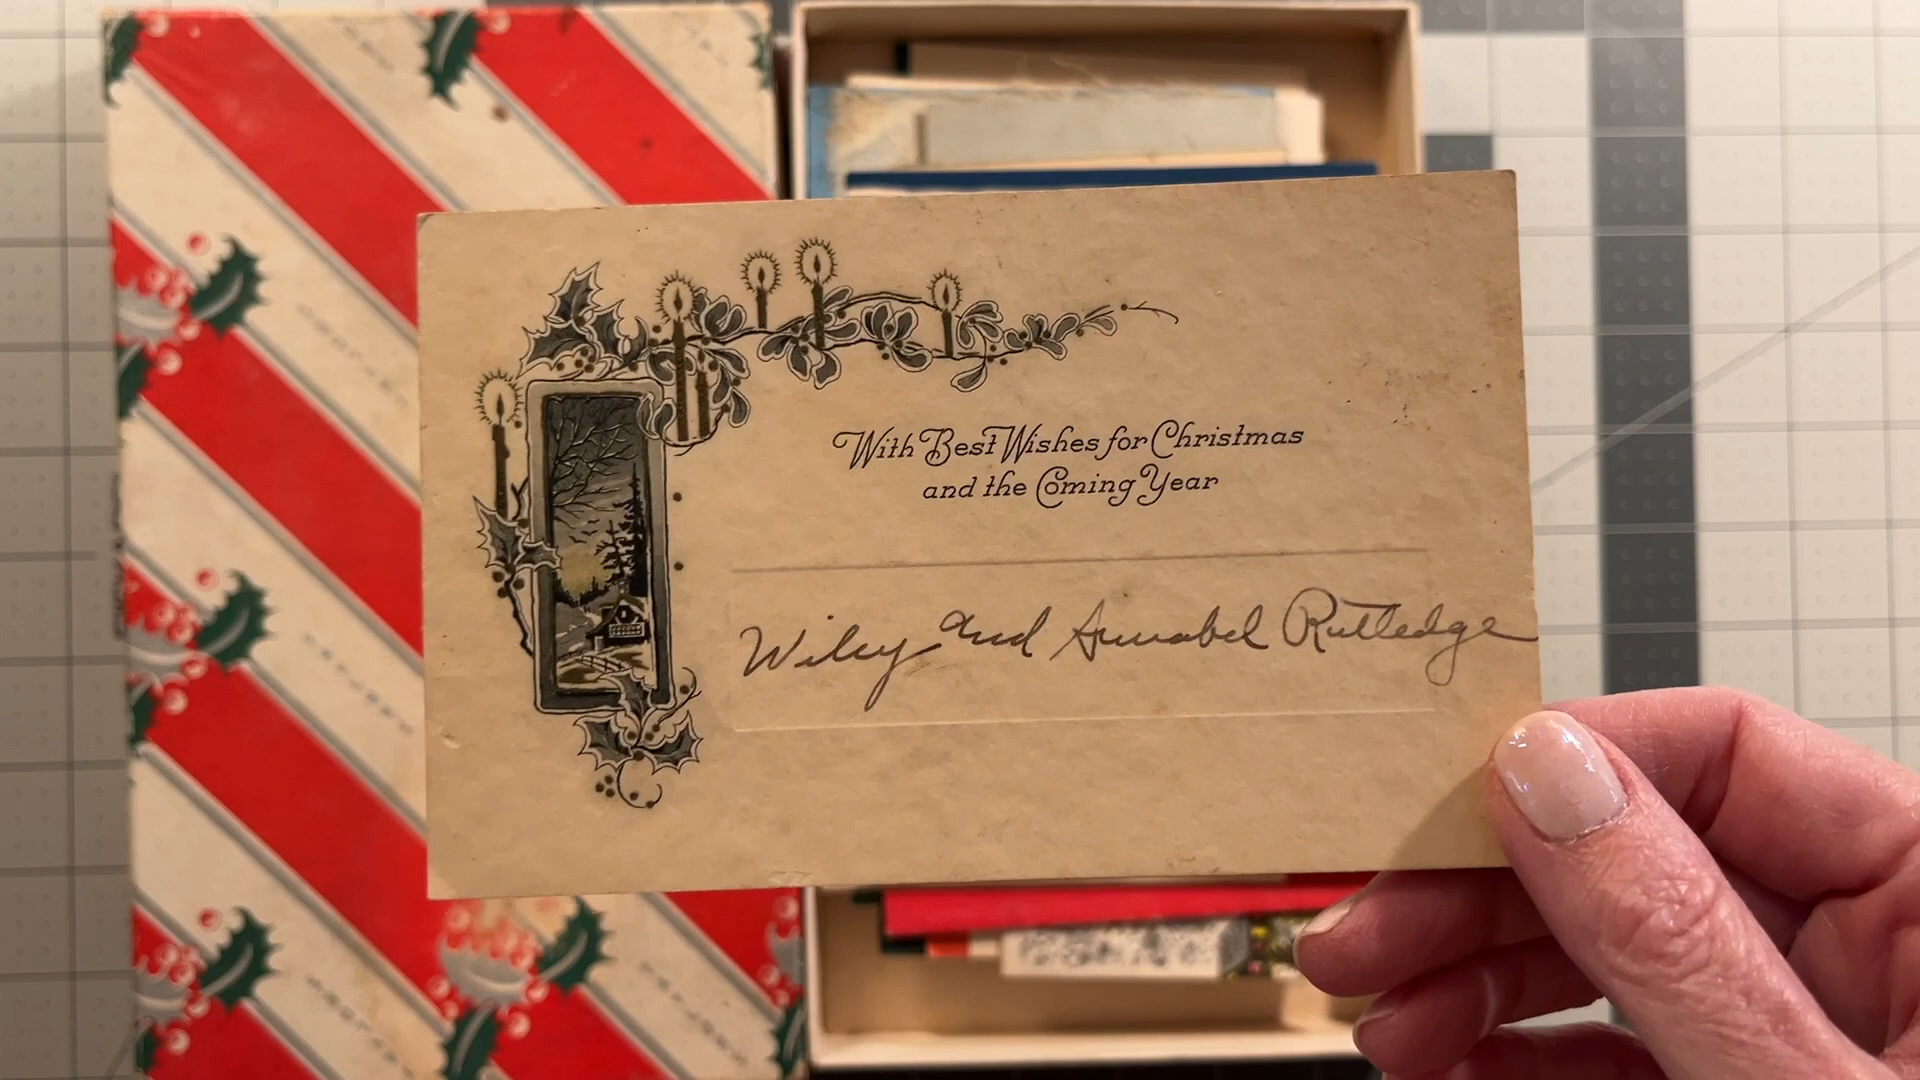 With Best Wishes for Christmas
and the Coming Year
Wiley and Annabel Rutledge